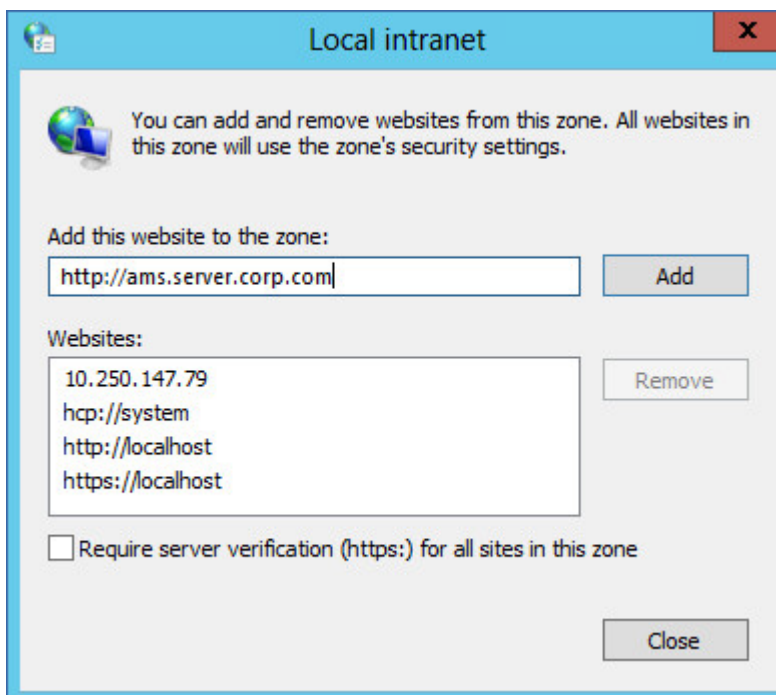 Local intranet
x
You can add and remove websites from this zone. All websites in
this zone will use the zone's security settings.
Add this website to the zone:
http://ams.server.corp.com
Add
Websites:
10.250.147.79
hcp://system
http://localhost
https://localhost
Remove
Require server verification (https:) for all sites in this zone
Close